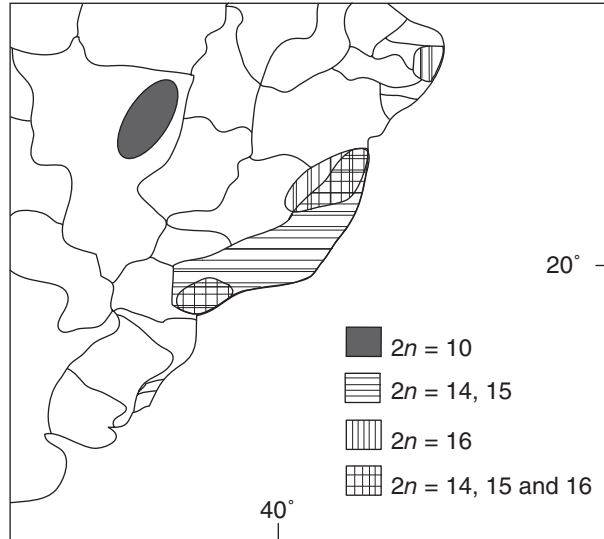 20˚
2n = 10
2n = 14, 15
2n = 16
2n = 14, 15 and 16
40˚